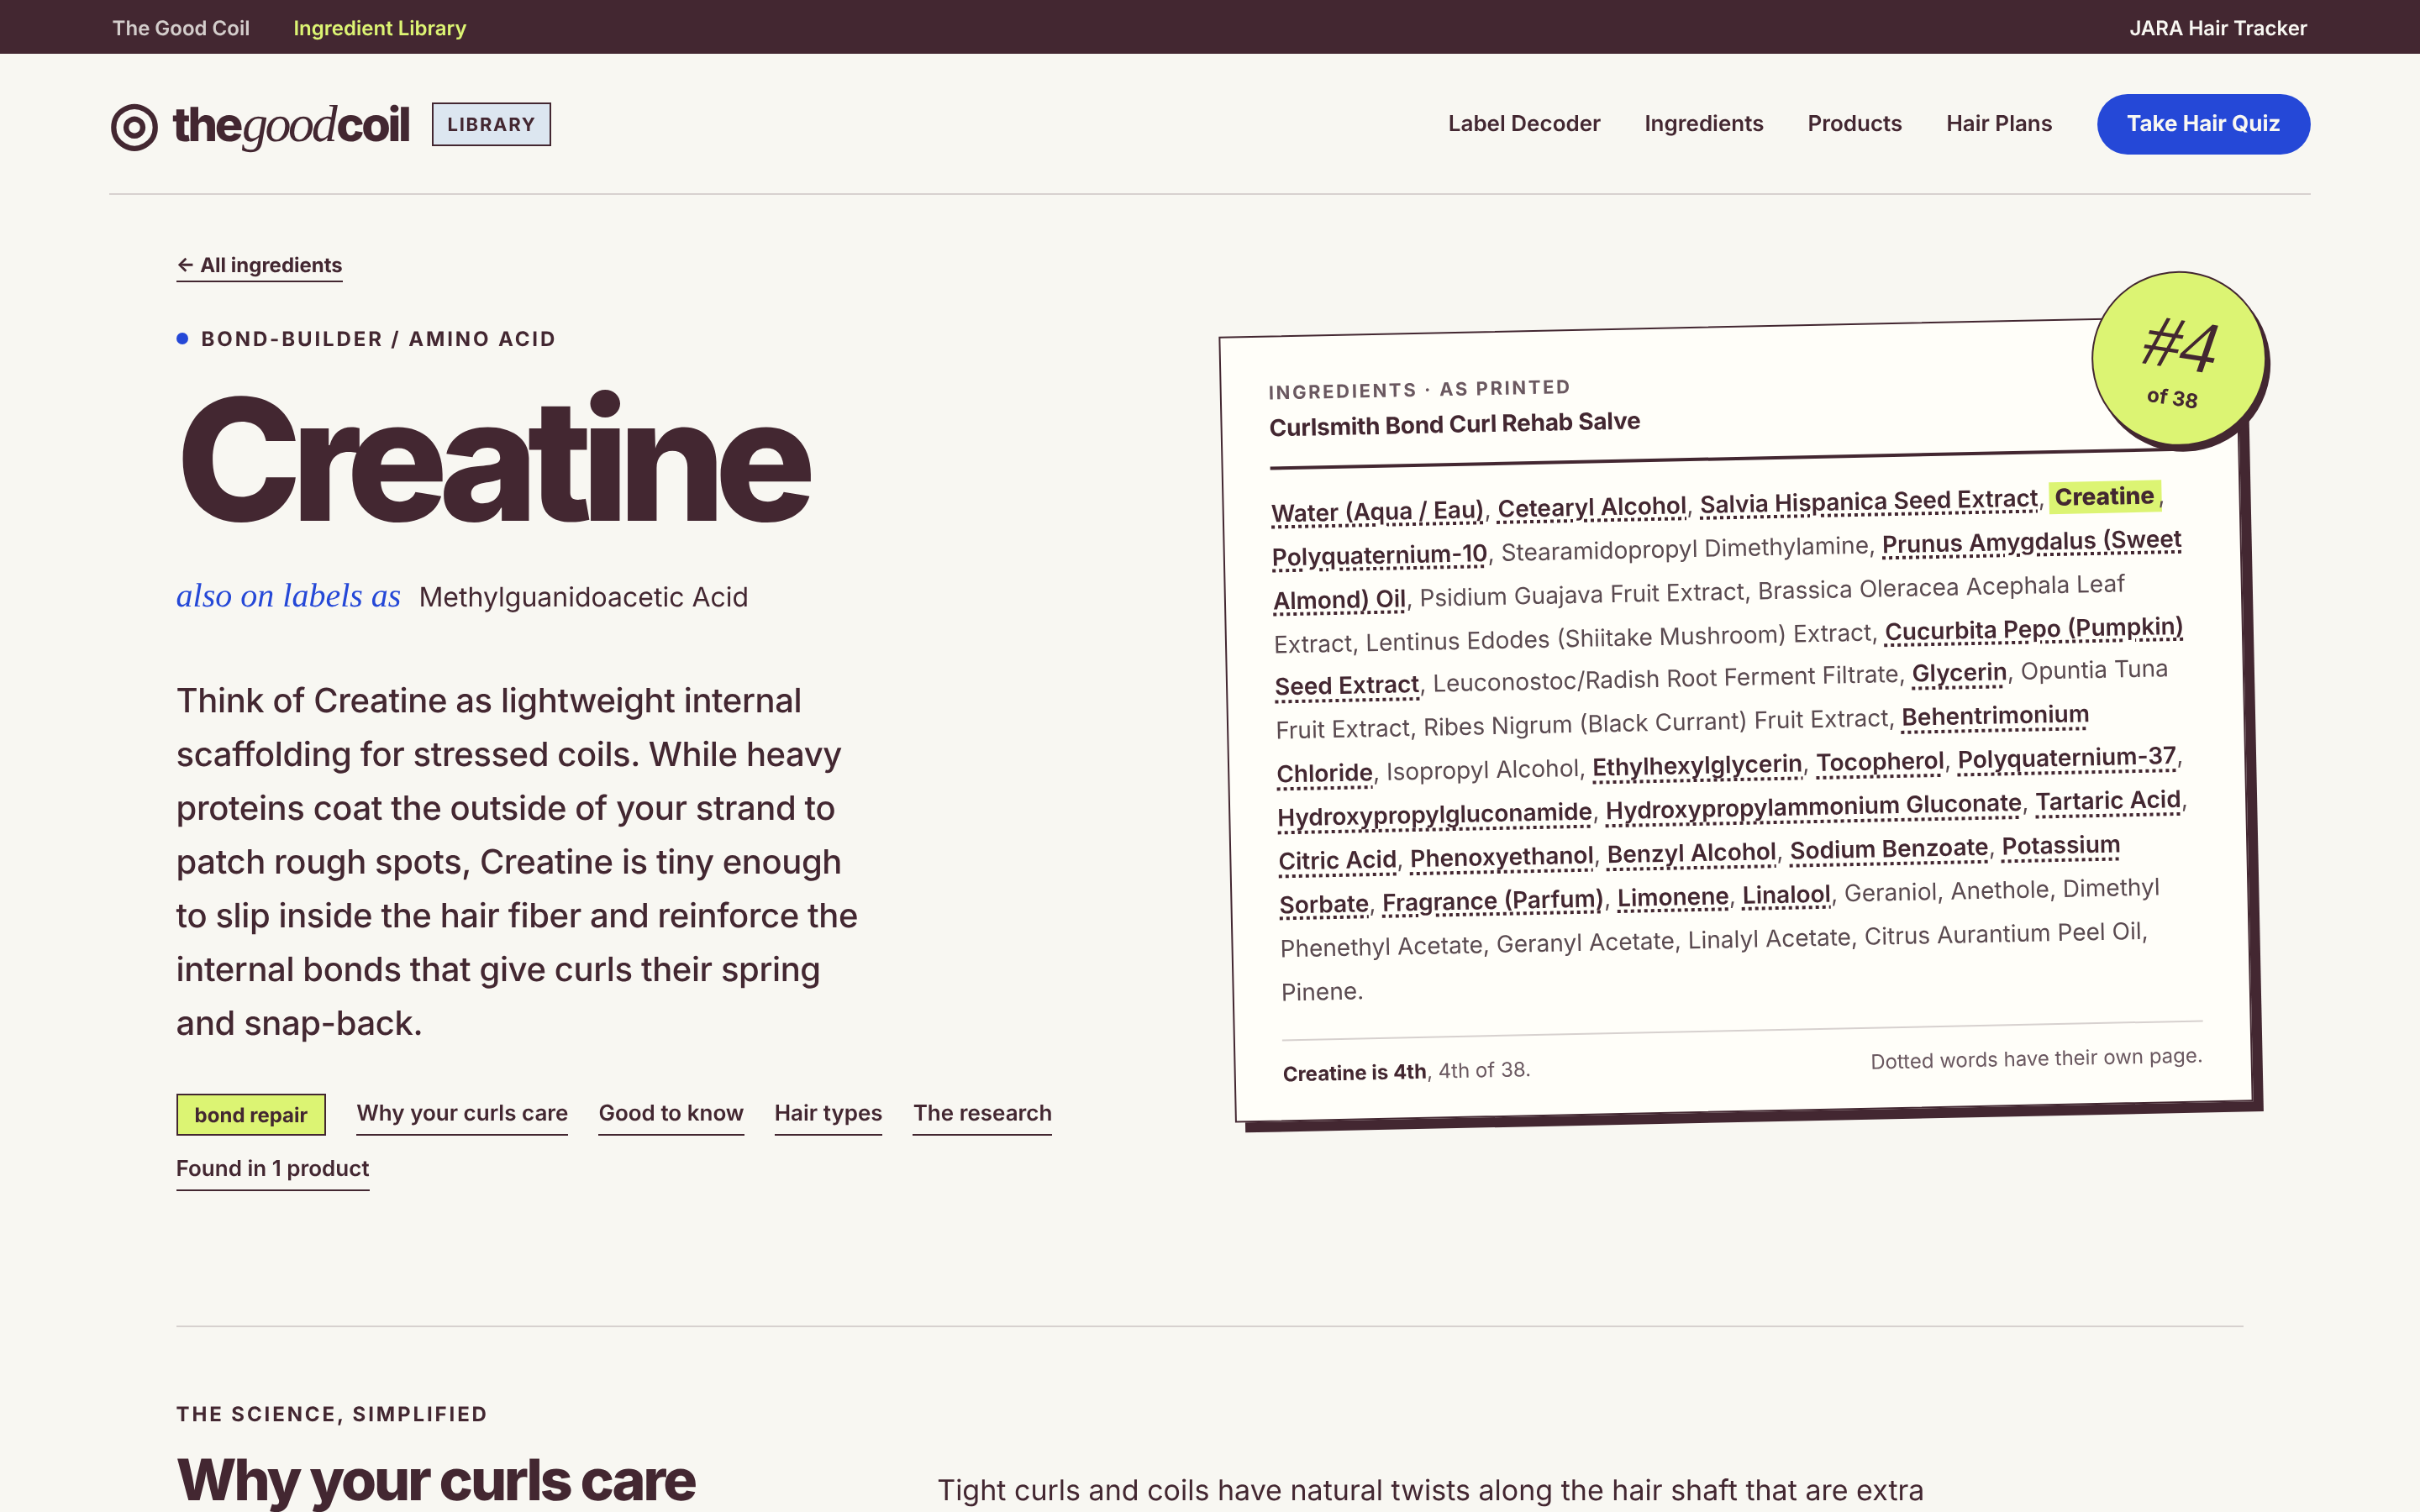 The Good Coil
Ingredient Library
JARA Hair Tracker
thegoodcoil
LIBRARY
Label Decoder
Ingredients
Products
Hair Plans
Take Hair Quiz
← All ingredients
BOND-BUILDER / AMINO ACID
Creatine
also on labels as Methylguanidoacetic Acid
Think of Creatine as lightweight internal
scaffolding for stressed coils. While heavy
proteins coat the outside of your strand to
patch rough spots, Creatine is tiny enough
to slip inside the hair fiber and reinforce the
internal bonds that give curls their spring
and snap-back.
bond repair
Why your curls care
Good to know
Hair types
The research
Found in 1 product
#4
of 38
INGREDIENTS · AS PRINTED
Curlsmith Bond Curl Rehab Salve
Water (Aqua / Eau), Cetearyl Alcohol, Salvia Hispanica Seed Extract, Creatine,
Polyquaternium-10, Stearamidopropyl Dimethylamine, Prunus Amygdalus (Sweet
Almond) Oil, Psidium Guajava Fruit Extract, Brassica Oleracea Acephala Leaf
Extract, Lentinus Edodes (Shiitake Mushroom) Extract, Cucurbita Pepo (Pumpkin)
Seed Extract, Leuconostoc/Radish Root Ferment Filtrate, Glycerin, Opuntia Tuna
Fruit Extract, Ribes Nigrum (Black Currant) Fruit Extract, Behentrimonium
Chloride, Isopropyl Alcohol, Ethylhexylglycerin, Tocopherol, Polyquaternium-37,
Hydroxypropylgluconamide, Hydroxypropylammonium Gluconate, Tartaric Acid,
Citric Acid, Phenoxyethanol, Benzyl Alcohol, Sodium Benzoate, Potassium
Sorbate, Fragrance (Parfum), Limonene, Linalool, Geraniol, Anethole, Dimethyl
Phenethyl Acetate, Geranyl Acetate, Linalyl Acetate, Citrus Aurantium Peel Oil,
Pinene.
Creatine is 4th, 4th of 38.
Dotted words have their own page.
THE SCIENCE, SIMPLIFIED
Why your curls care
Tight curls and coils have natural twists along the hair shaft that are extra